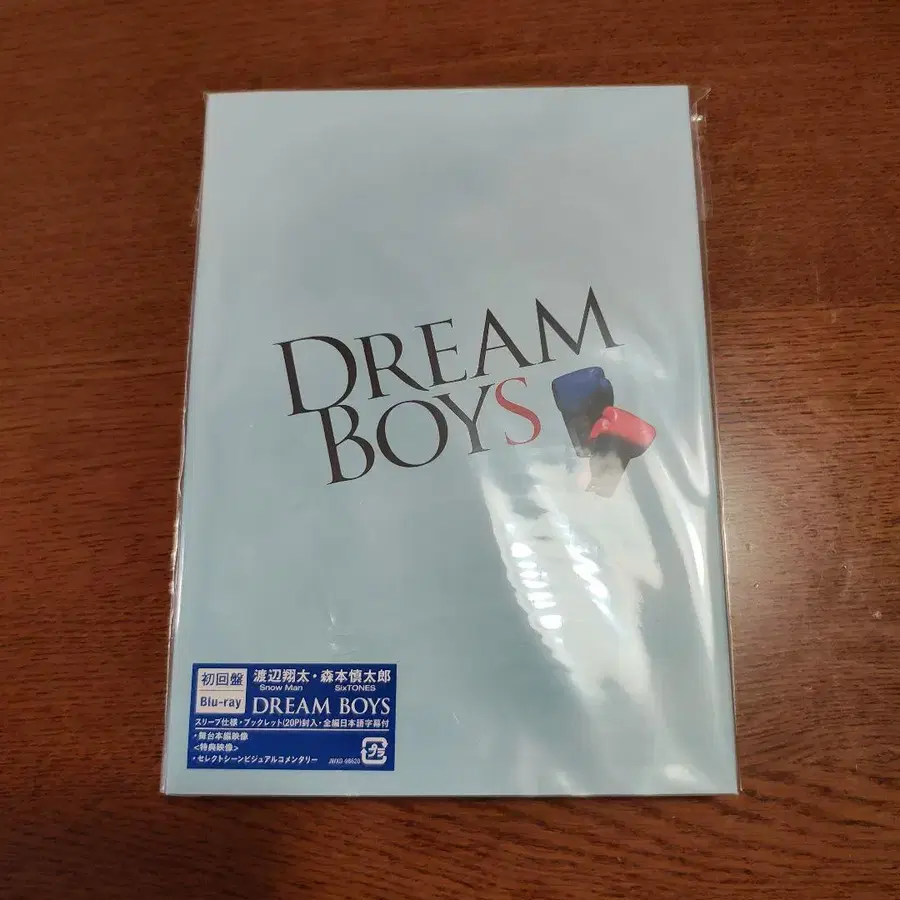 DREAM
BOYS
初回盤
Blu-ray
渡辺翔太・森本慎太郎
Snow Man SixTONES
DREAM BOYS
スリーブ仕様・ブックレット(20P)封入・全編日本語字幕付
・舞台本編映像
<特典映像>
・セレクトシーンビジュアルコメンタリー
プラ